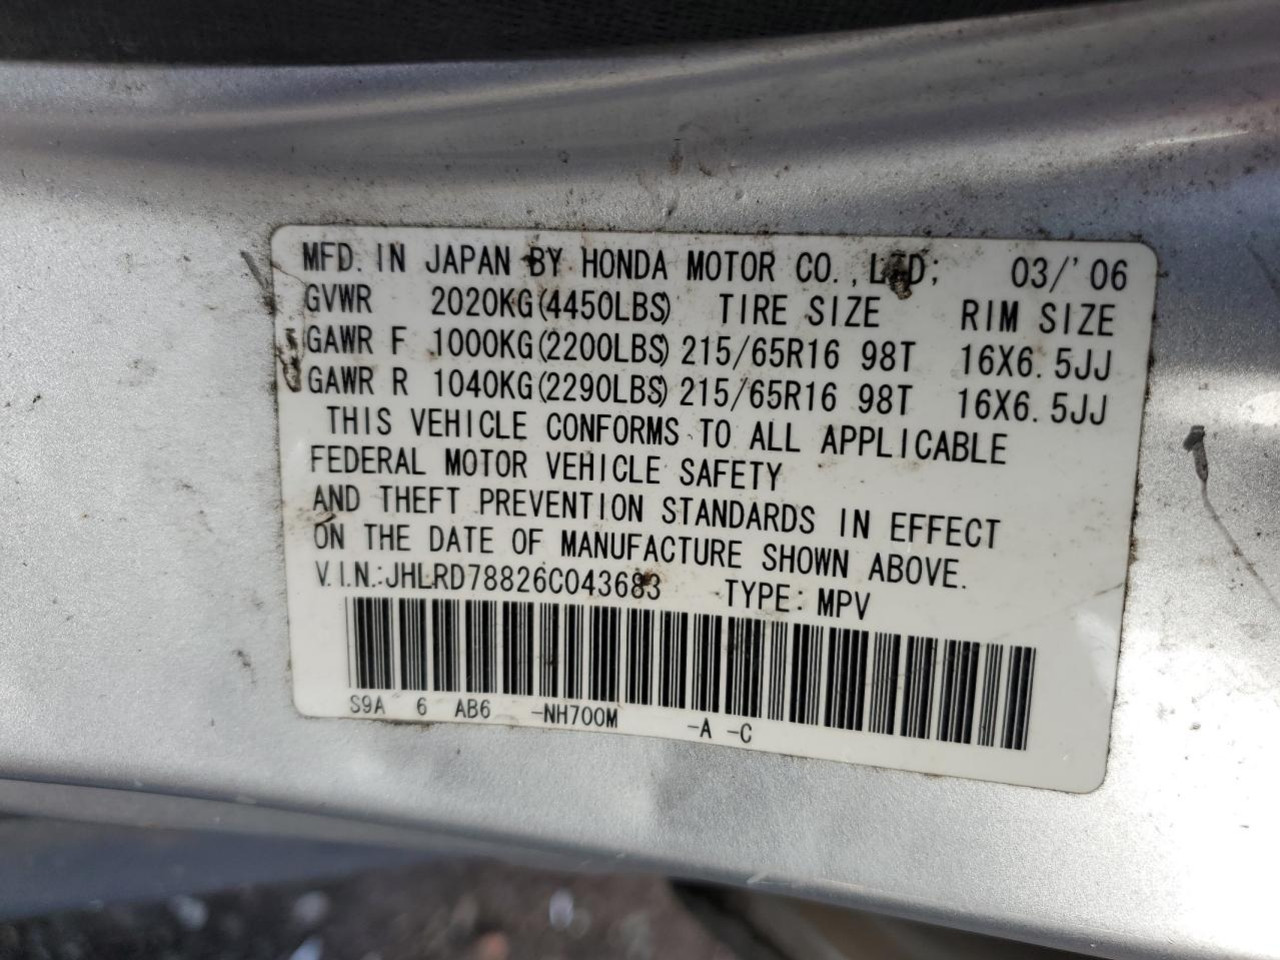 MFD. IN JAPAN BY HONDA MOTOR CO., LTD; 03/'06
GVWR 2020KG(4450LBS) TIRE SIZE RIM SIZE
GAWR F 1000KG(2200LBS) 215/65R16 98T 16X6.5JJ
GAWR R 1040KG(2290LBS) 215/65R16 98T 16X6.5JJ
THIS VEHICLE CONFORMS TO ALL APPLICABLE
FEDERAL MOTOR VEHICLE SAFETY
AND THEFT PREVENTION STANDARDS IN EFFECT
ON THE DATE OF MANUFACTURE SHOWN ABOVE.
V.I.N.:JHLRD78826C043683 TYPE: MPV
S9A 6 AB6 -NH700M -A -C